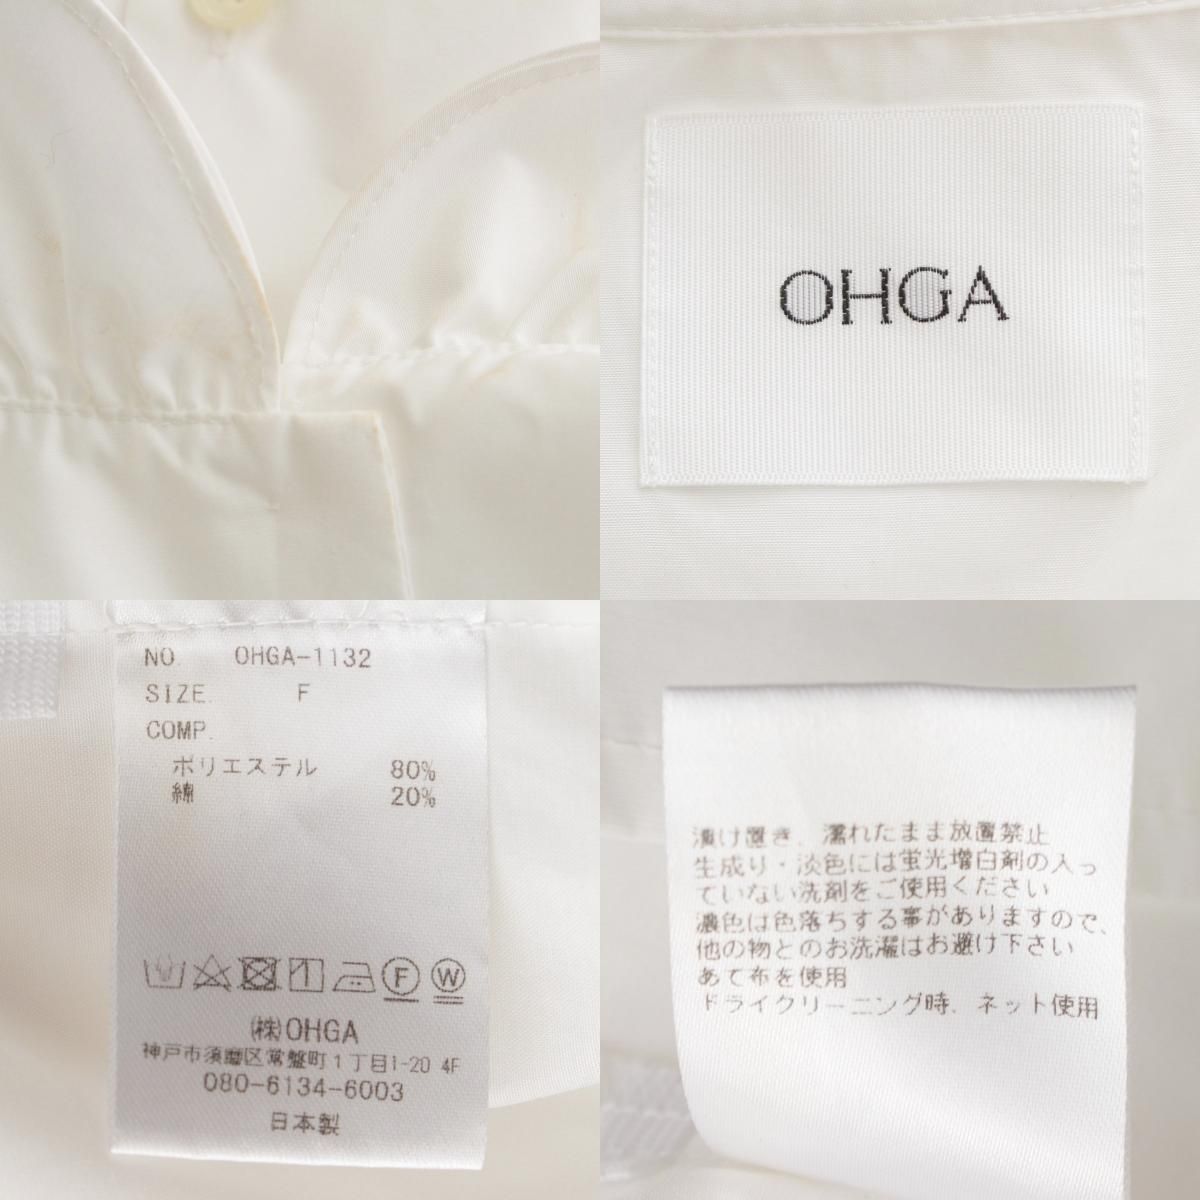 OHGA
NO. OHGA-1132
SIZE. F
COMP.
ポリエステル 80%
綿 20%
F W
㈱OHGA
神戸市須磨区常盤町1丁目1-20 4F
080-6134-6003
日本製
漬け置き、濡れたまま放置禁止
生成り・淡色には蛍光増白剤の入っ
ていない洗剤をご使用ください
濃色は色落ちする事がありますので、
他の物とのお洗濯はお避け下さい
あて布を使用
ドライクリーニング時、ネット使用